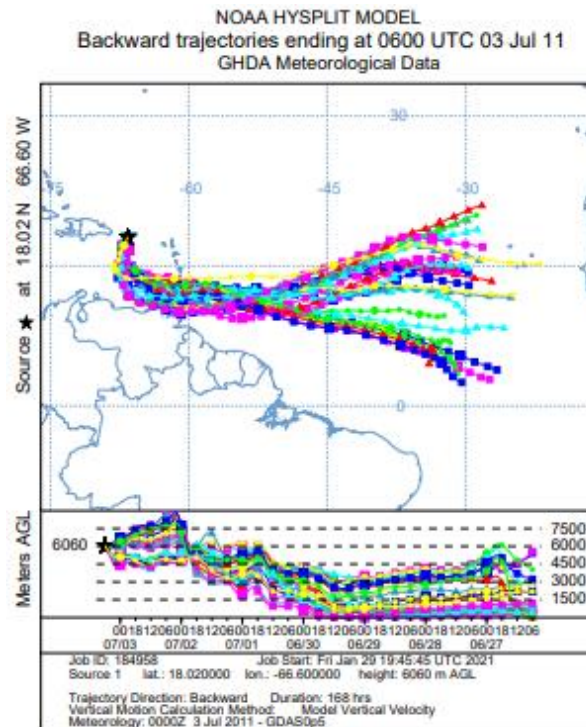 NOAA HYSPLIT MODEL
Backward trajectories ending at 0600 UTC 03 Jul 11
GHDA Meteorological Data
Source ★ at 18.02 N 66.60 W
30
-75 -60 -45 -30
0
Meters AGL
6060
7500
6000
4500
3000
1500
00181206001812060018120600181206001812060018120600181206
07/03 07/02 07/01 06/30 06/29 06/28 06/27
Job ID: 184958 Job Start: Fri Jan 29 19:45:45 UTC 2021
Source 1 lat.: 18.020000 lon.: -66.600000 height: 6060 m AGL
Trajectory Direction: Backward Duration: 168 hrs
Vertical Motion Calculation Method: Model Vertical Velocity
Meteorology: 0000Z 3 Jul 2011 - GDAS0p5